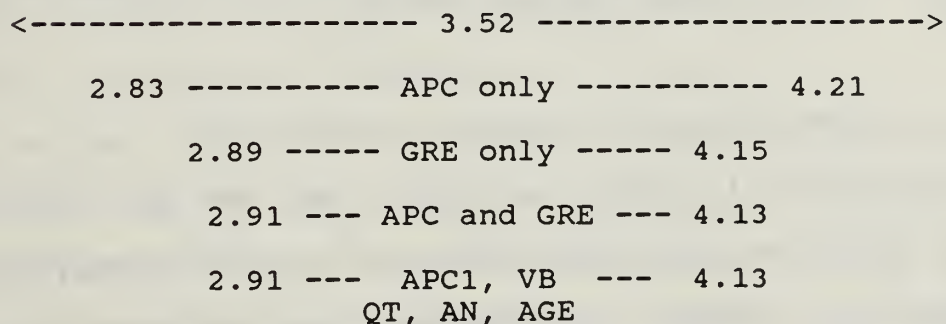 <--------------------- 3.52 --------------------->
2.83 ---------- APC only ---------- 4.21
2.89 ----- GRE only ----- 4.15
2.91 --- APC and GRE --- 4.13
2.91 --- APC1, VB --- 4.13
QT, AN, AGE